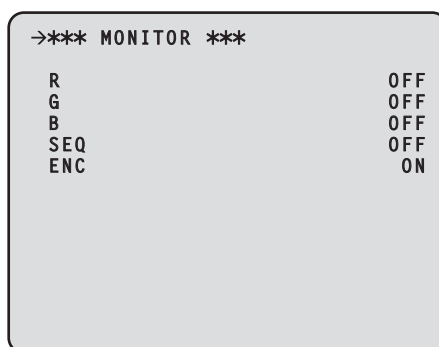 →*** MONITOR ***
R OFF
G OFF
B OFF
SEQ OFF
ENC ON